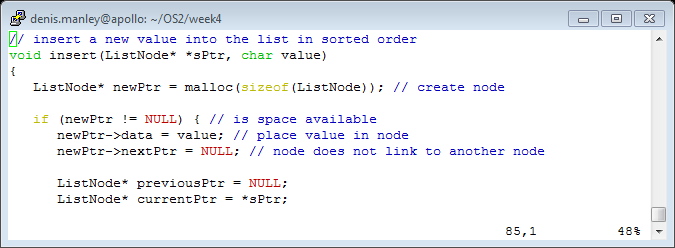 denis.manley@apollo: ~/OS2/week4
// insert a new value into the list in sorted order
void insert(ListNode* *sPtr, char value)
{
   ListNode* newPtr = malloc(sizeof(ListNode)); // create node

   if (newPtr != NULL) { // is space available
      newPtr->data = value; // place value in node
      newPtr->nextPtr = NULL; // node does not link to another node

      ListNode* previousPtr = NULL;
      ListNode* currentPtr = *sPtr;
85,1 48%